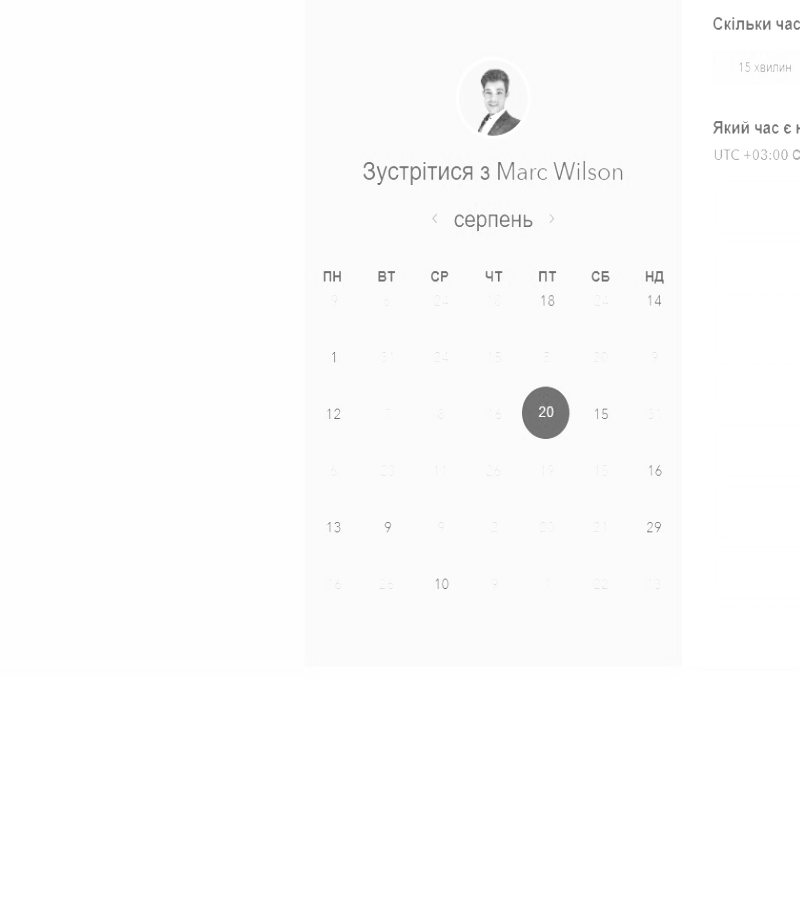 Скільки час
15 хвилин
Який час є н
UTC +03:00
Зустрітися з Marc Wilson
‹ серпень ›
ПН ВТ СР ЧТ ПТ СБ НД
9 6 24 18 18 24 14
1 31 24 15 5 20 9
12 7 8 16 20 15 31
6 23 11 26 19 15 16
13 9 9 2 20 21 29
16 26 10 9 1 22 13